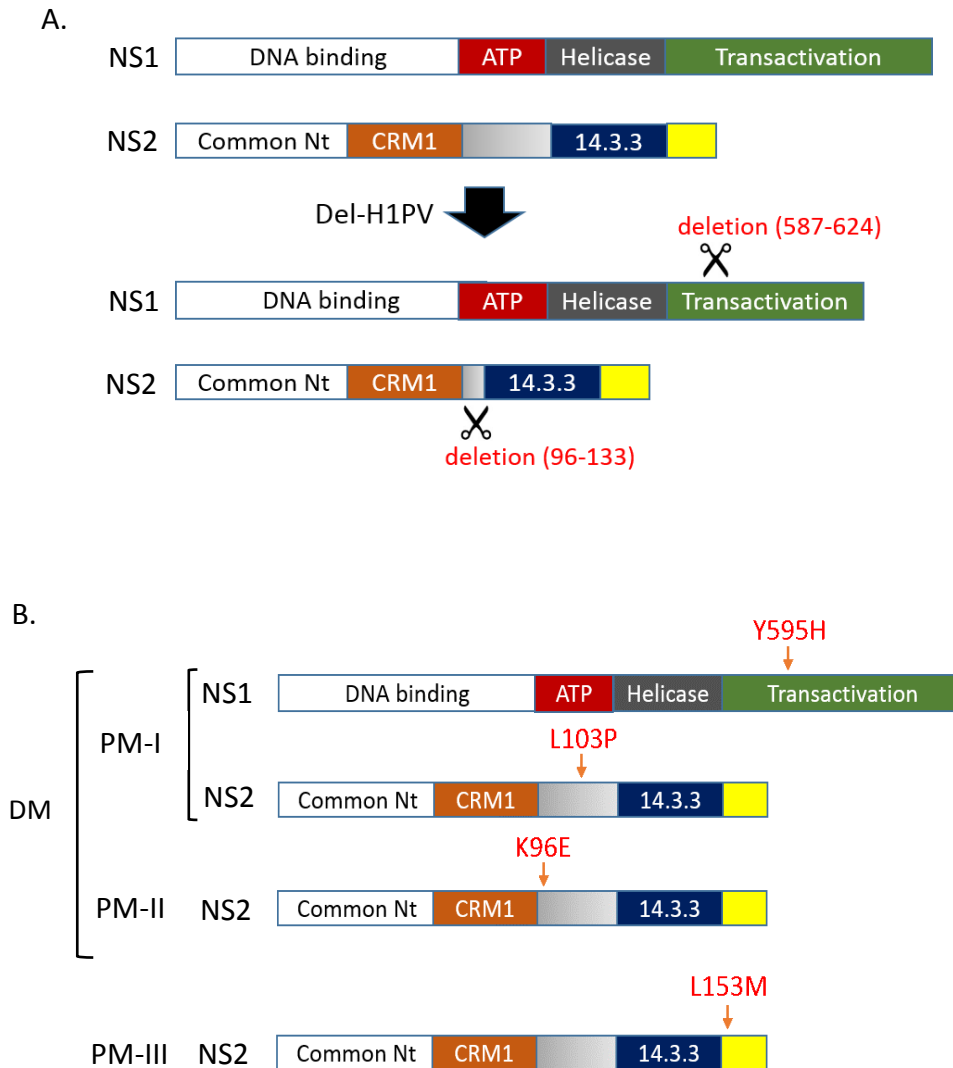 A.
NS1 DNA binding ATP Helicase Transactivation
NS2 Common Nt CRM1 14.3.3
Del-H1PV
deletion (587-624)
NS1 DNA binding ATP Helicase Transactivation
NS2 Common Nt CRM1 14.3.3
deletion (96-133)
B.
Y595H
NS1 DNA binding ATP Helicase Transactivation
PM-I
L103P
NS2 Common Nt CRM1 14.3.3
DM
K96E
PM-II NS2 Common Nt CRM1 14.3.3
L153M
PM-III NS2 Common Nt CRM1 14.3.3